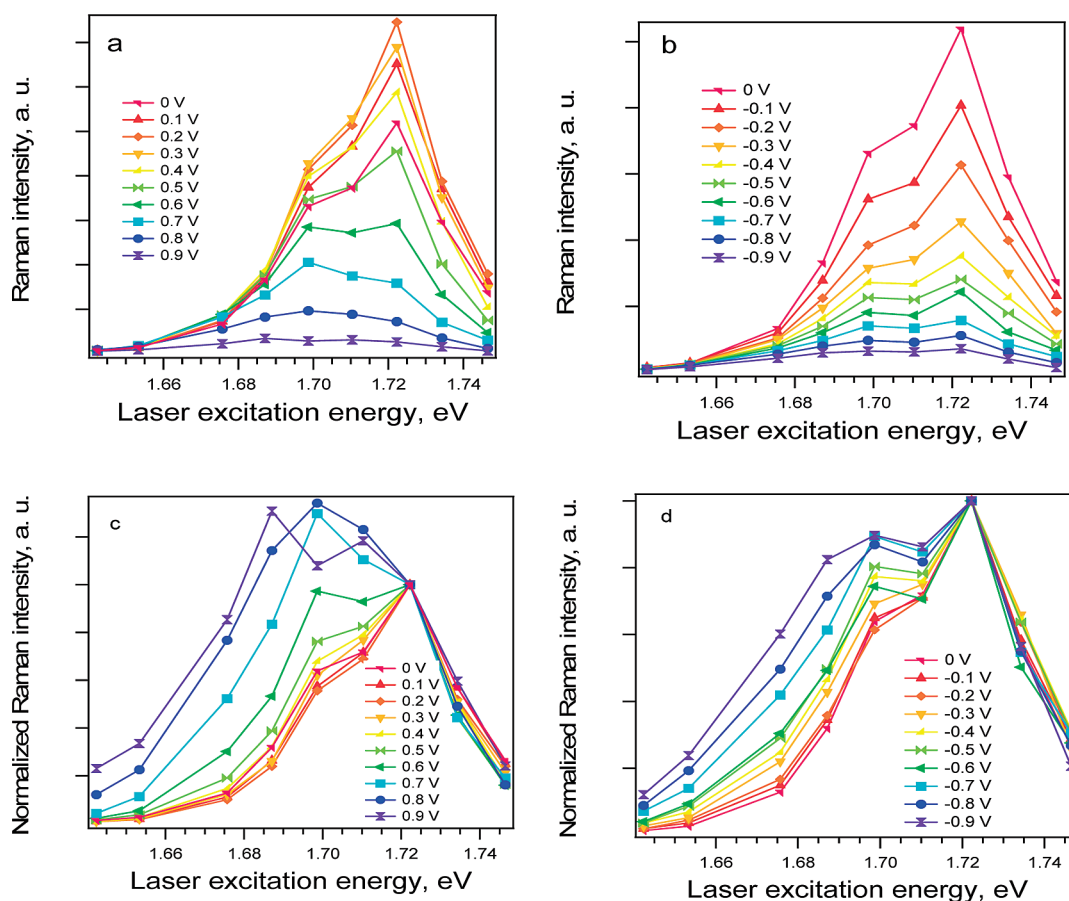 a
Raman intensity, a. u.
0 V
0.1 V
0.2 V
0.3 V
0.4 V
0.5 V
0.6 V
0.7 V
0.8 V
0.9 V
1.66 1.68 1.70 1.72 1.74
Laser excitation energy, eV
b
Raman intensity, a. u.
0 V
-0.1 V
-0.2 V
-0.3 V
-0.4 V
-0.5 V
-0.6 V
-0.7 V
-0.8 V
-0.9 V
1.66 1.68 1.70 1.72 1.74
Laser excitation energy, eV
c
Normalized Raman intensity, a. u.
0 V
0.1 V
0.2 V
0.3 V
0.4 V
0.5 V
0.6 V
0.7 V
0.8 V
0.9 V
1.66 1.68 1.70 1.72 1.74
Laser excitation energy, eV
d
Normalized Raman intensity, a. u.
0 V
-0.1 V
-0.2 V
-0.3 V
-0.4 V
-0.5 V
-0.6 V
-0.7 V
-0.8 V
-0.9 V
1.66 1.68 1.70 1.72 1.74
Laser excitation energy, eV